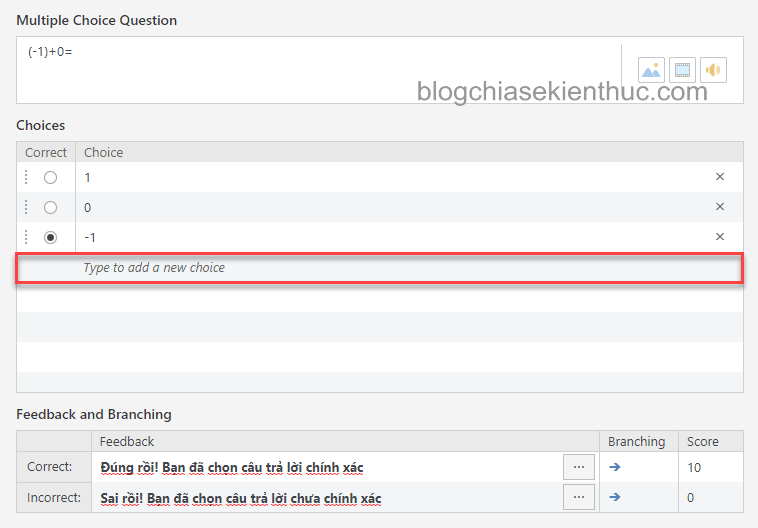 Multiple Choice Question
(-1)+0=
blogchiasekienthuc.com
Choices
Correct Choice
1
0
-1
Type to add a new choice
Feedback and Branching
Feedback Branching Score
Correct: Đúng rồi! Bạn đã chọn câu trả lời chính xác ... 10
Incorrect: Sai rồi! Bạn đã chọn câu trả lời chưa chính xác ... 0